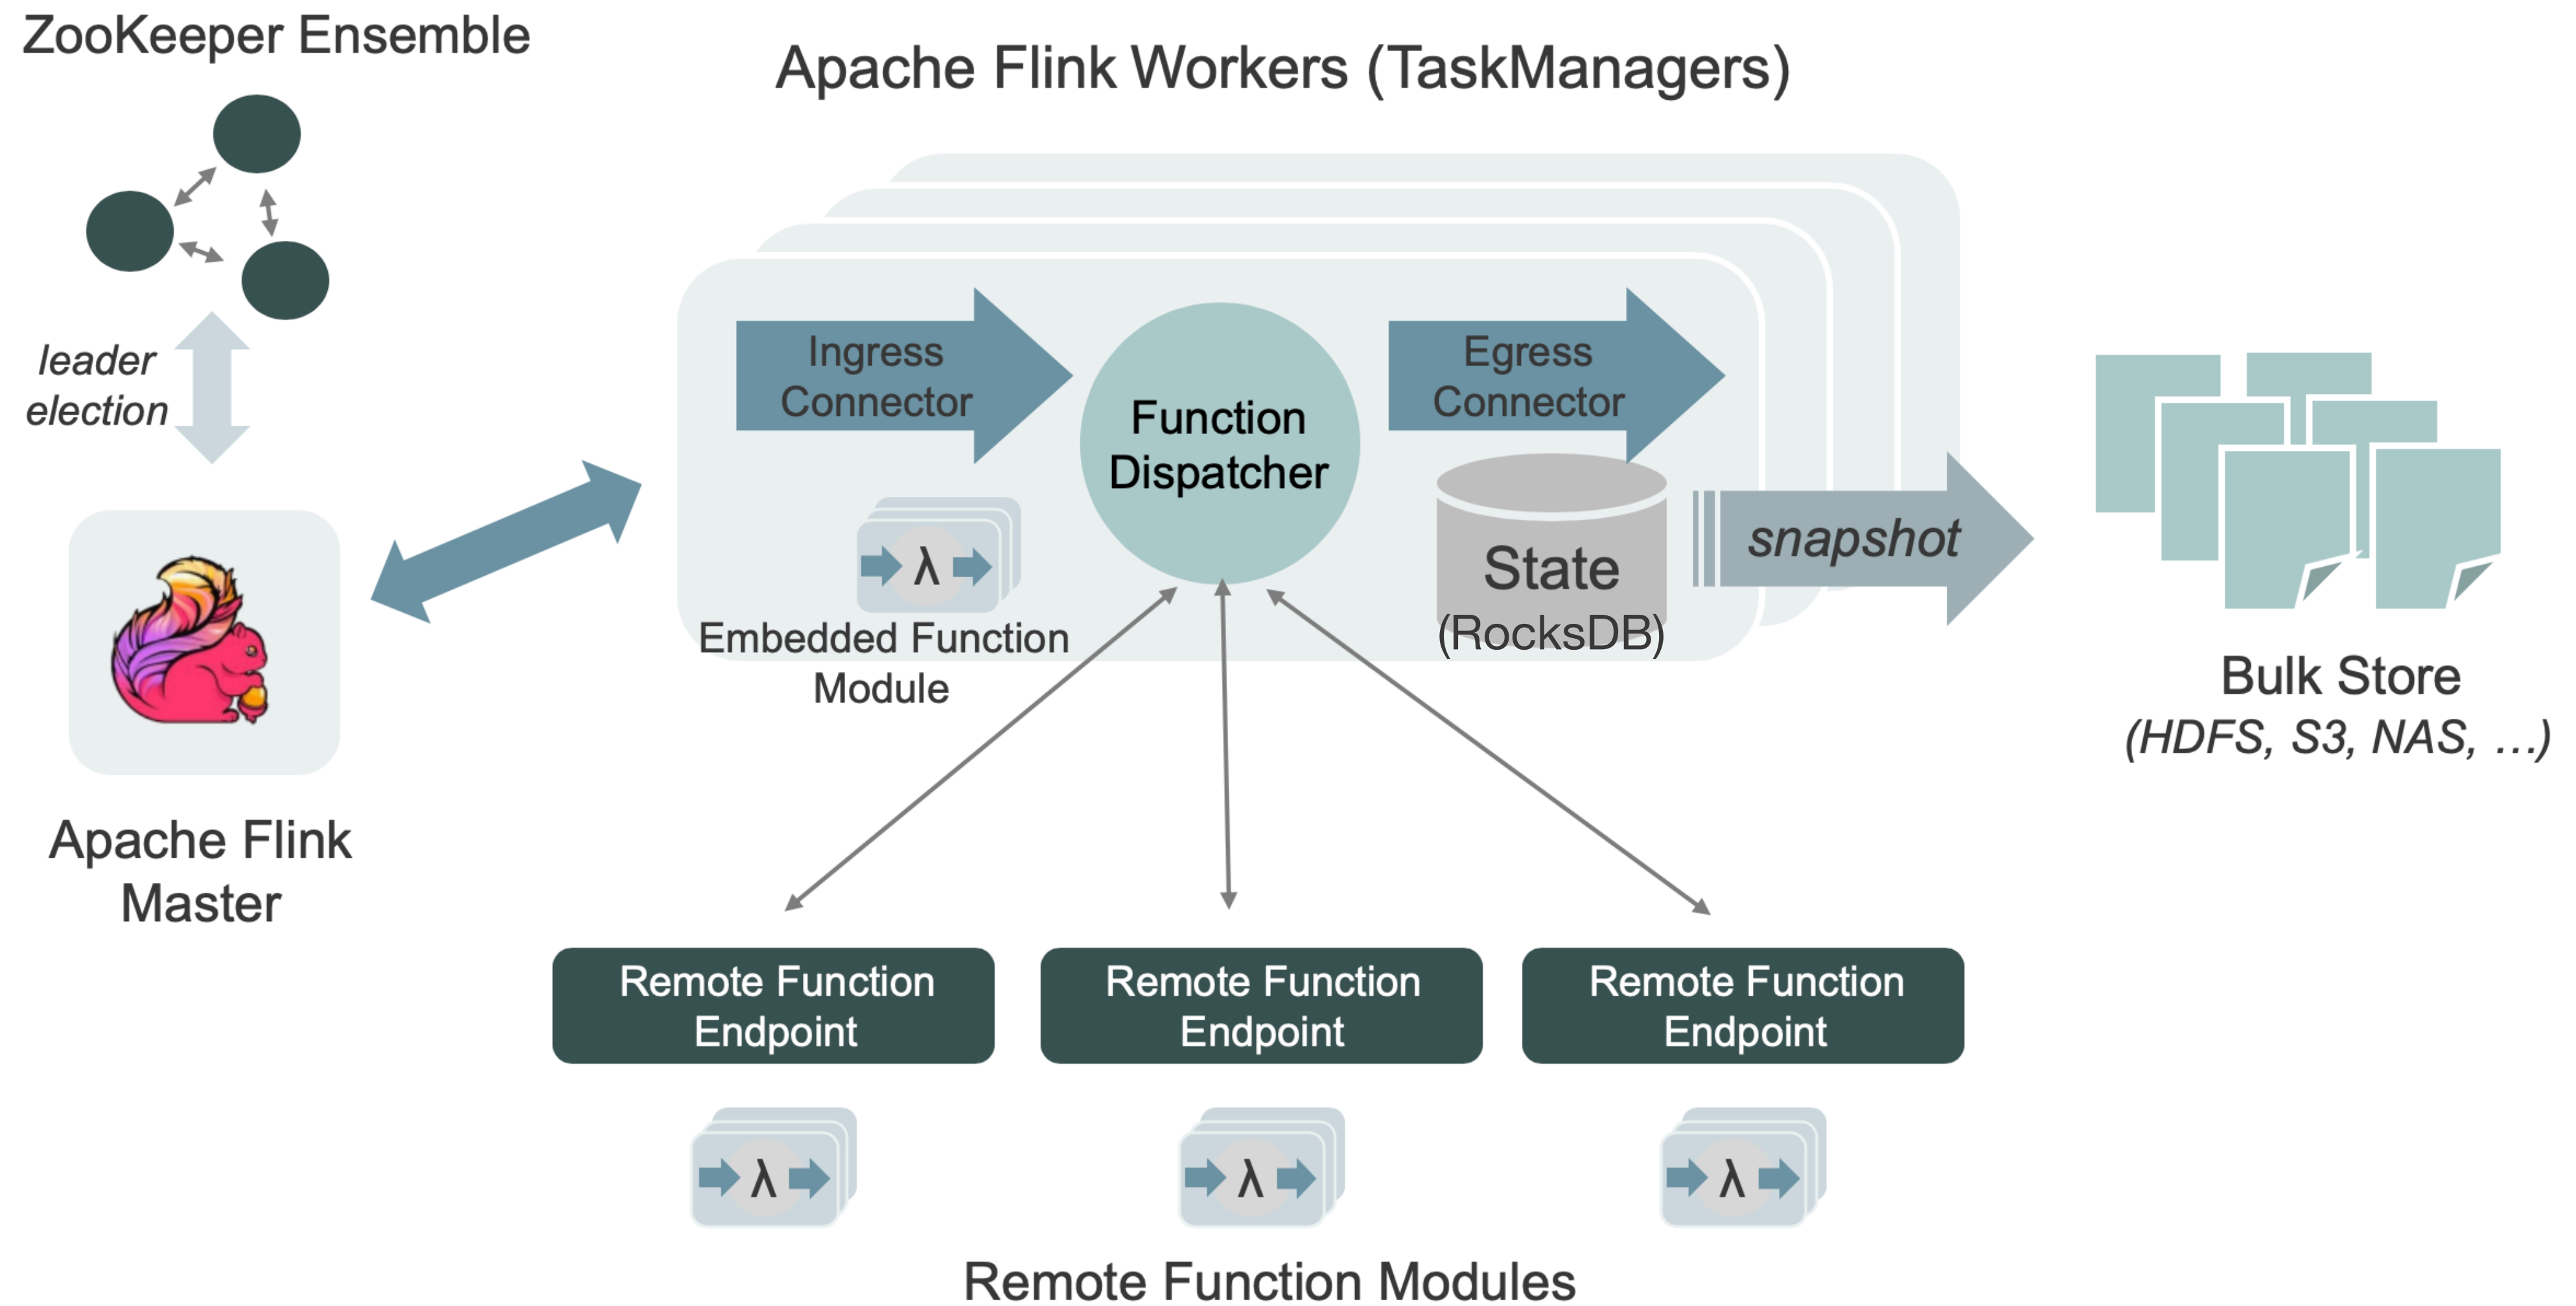 ZooKeeper Ensemble
leader
election
Apache Flink
Master
Apache Flink Workers (TaskManagers)
Ingress
Connector
Function
Dispatcher
Egress
Connector
λ
Embedded Function
Module
State
(RocksDB)
snapshot
Bulk Store
(HDFS, S3, NAS, ...)
Remote Function
Endpoint
Remote Function
Endpoint
Remote Function
Endpoint
λ
λ
λ
Remote Function Modules